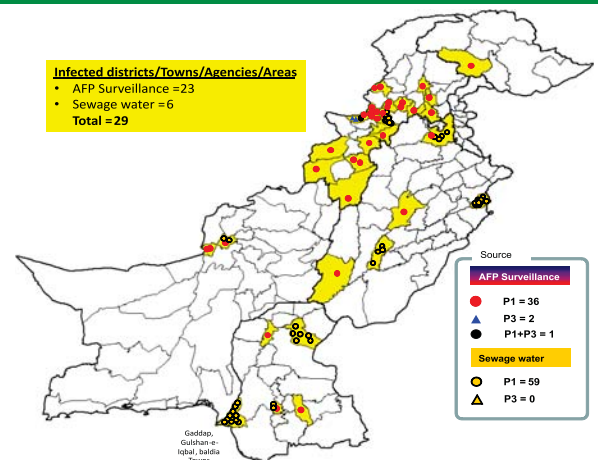 Infected districts/Towns/Agencies/Areas
• AFP Surveillance =23
• Sewage water =6
Total =29
Source
AFP Surveillance
P1 = 36
P3 = 2
P1+P3 = 1
Sewage water
P1 = 59
P3 = 0
Gaddap,
Gulshan-e-
Iqbal, baldia